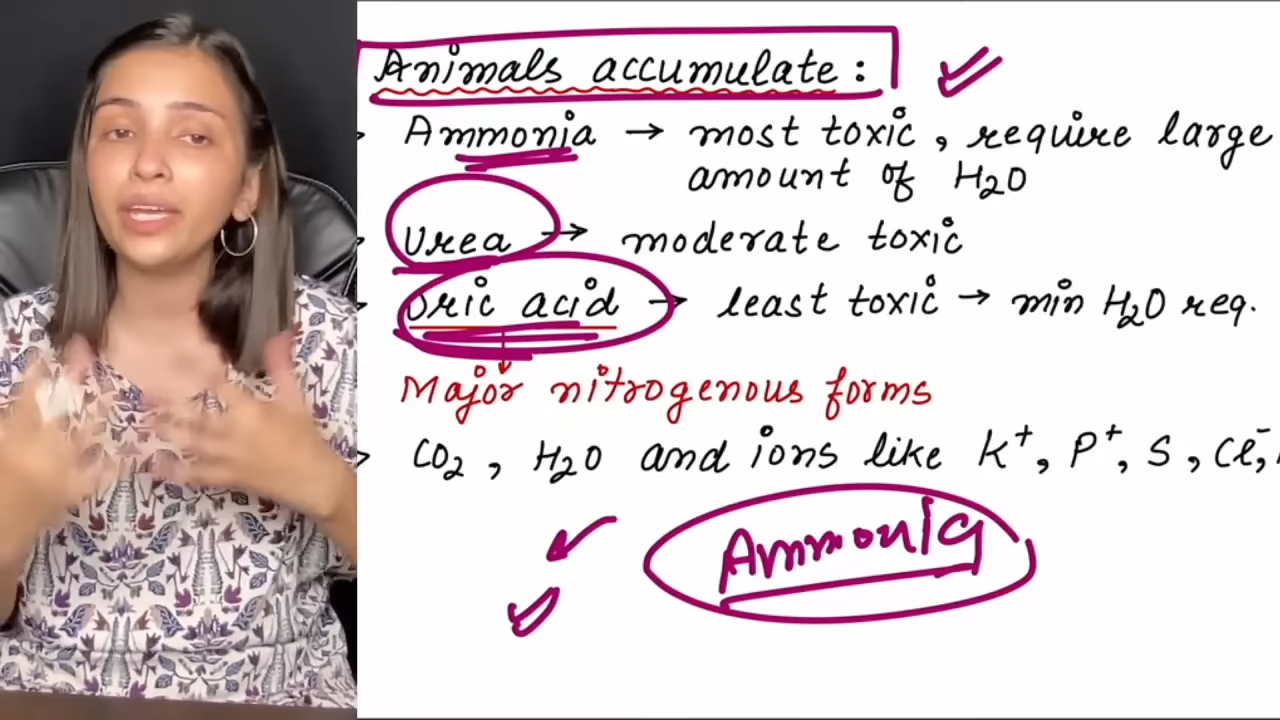 Animals accumulate :
Ammonia → most toxic , require large
amount of H2O
Urea → moderate toxic
Uric acid → least toxic → min H2O req.
Major nitrogenous forms
CO2 , H2O and ions like K⁺, P⁺, S, Cl⁻,
Ammonia